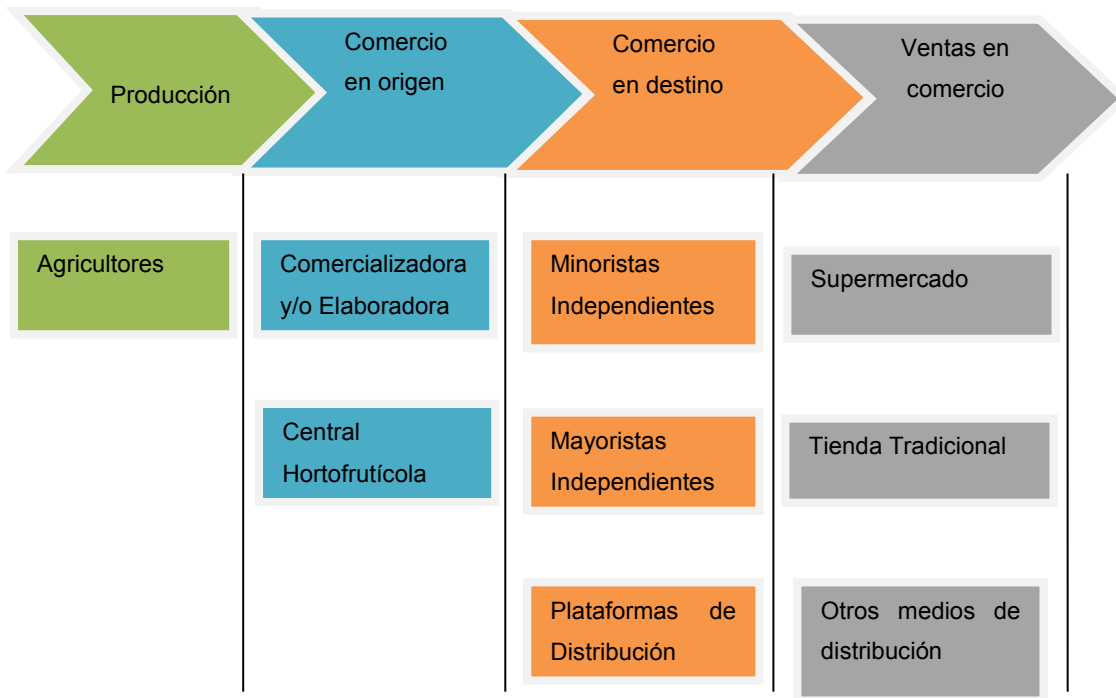 Producción
Comercio
en origen
Comercio
en destino
Ventas en
comercio
Agricultores
Comercializadora
y/o Elaboradora
Minoristas
Independientes
Supermercado
Central
Hortofrutícola
Mayoristas
Independientes
Tienda Tradicional
Plataformas de
Distribución
Otros medios de
distribución